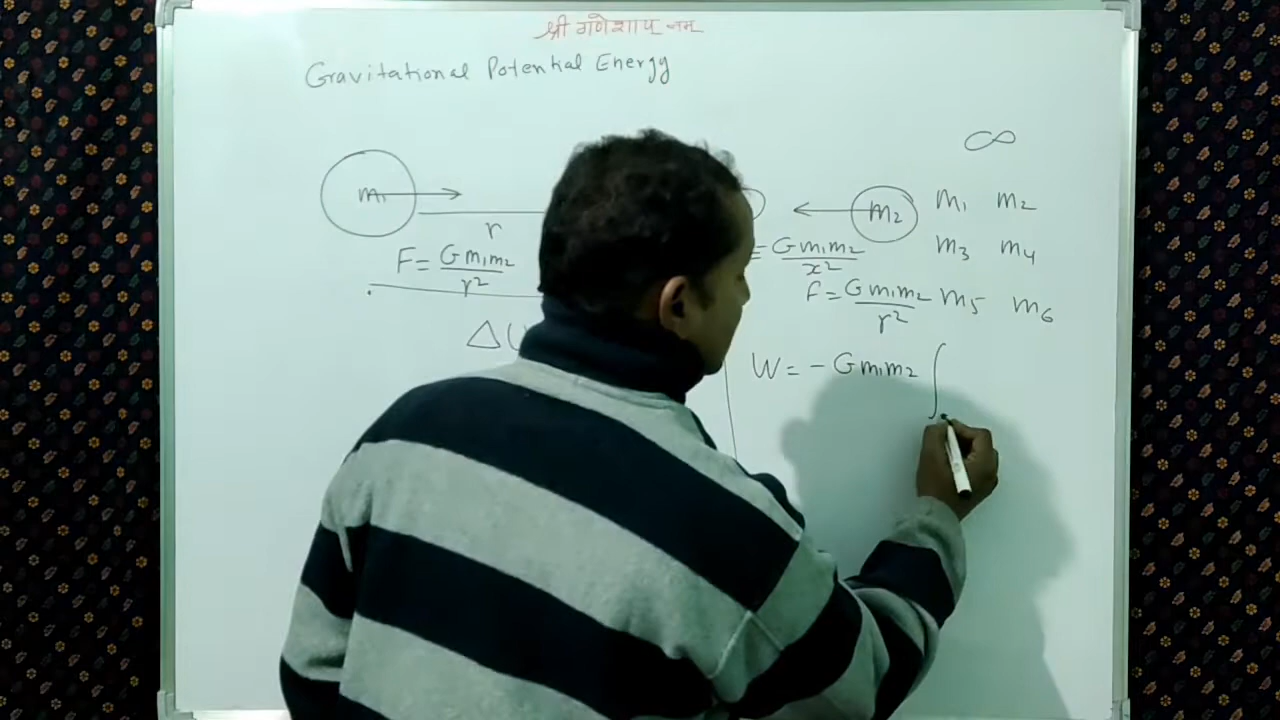 श्री गणेशाय नमः
Gravitational Potential Energy
∞
m₁
m₂
m₁ m₂
r
F = Gm₁m₂/r²
= Gm₁m₂/x²
m₃ m₄
F = Gm₁m₂/r²
m₅ m₆
ΔU
W = - Gm₁m₂ ∫